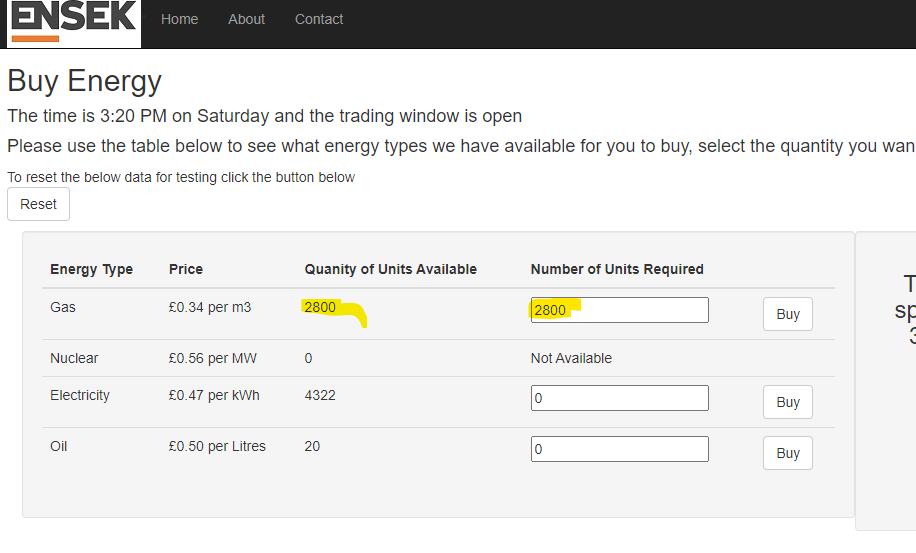 ENSEK Home About Contact
Buy Energy
The time is 3:20 PM on Saturday and the trading window is open
Please use the table below to see what energy types we have available for you to buy, select the quantity you
To reset the below data for testing click the button below
Reset
Energy Type Price Quanity of Units Available Number of Units Required
Gas £0.34 per m3 2800 2800 Buy
Nuclear £0.56 per MW 0 Not Available
Electricity £0.47 per kWh 4322 0 Buy
Oil £0.50 per Litres 20 0 Buy